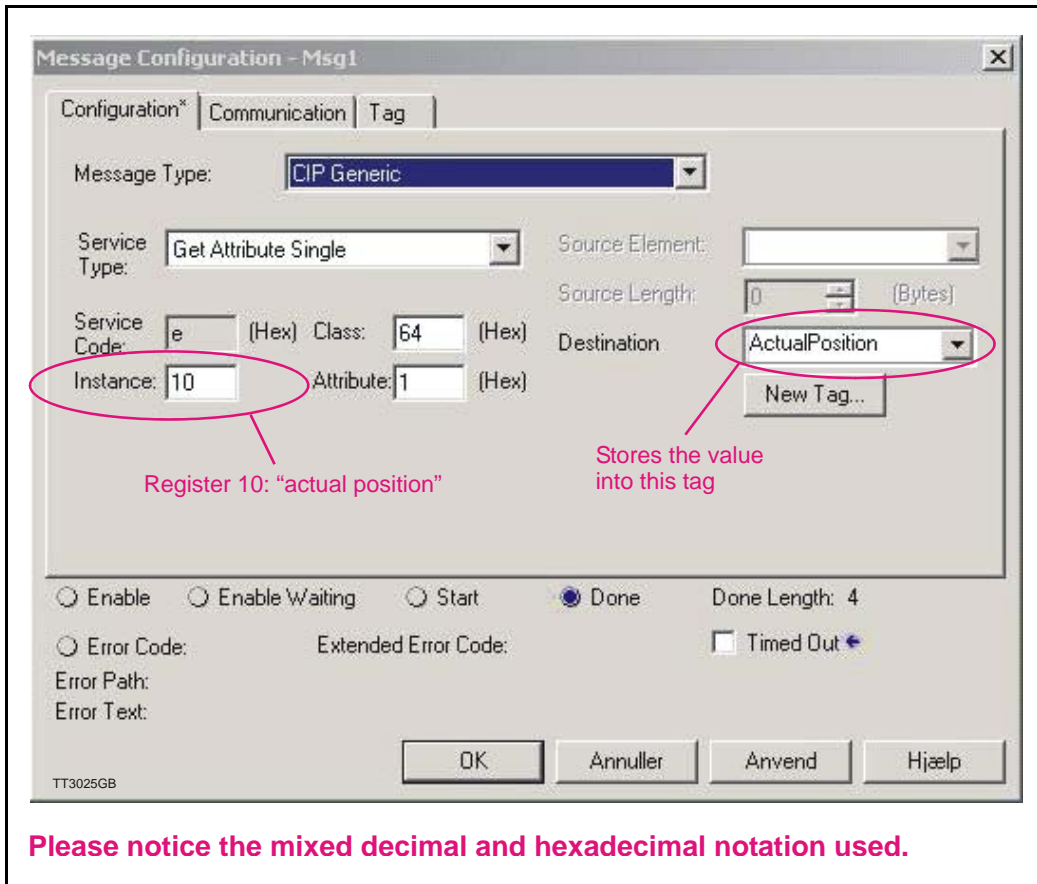 Message Configuration - Msg1
Configuration* Communication Tag
Message Type: CIP Generic
Service Type: Get Attribute Single
Source Element:
Source Length: 0 (Bytes)
Service Code: e (Hex) Class: 64 (Hex)
Destination ActualPosition
Instance: 10 Attribute: 1 (Hex)
New Tag...
Register 10: “actual position”
Stores the value
into this tag
Enable Enable Waiting Start Done Done Length: 4
Error Code: Extended Error Code: Timed Out
Error Path:
Error Text:
OK Annuller Anvend Hjælp
TT3025GB
Please notice the mixed decimal and hexadecimal notation used.